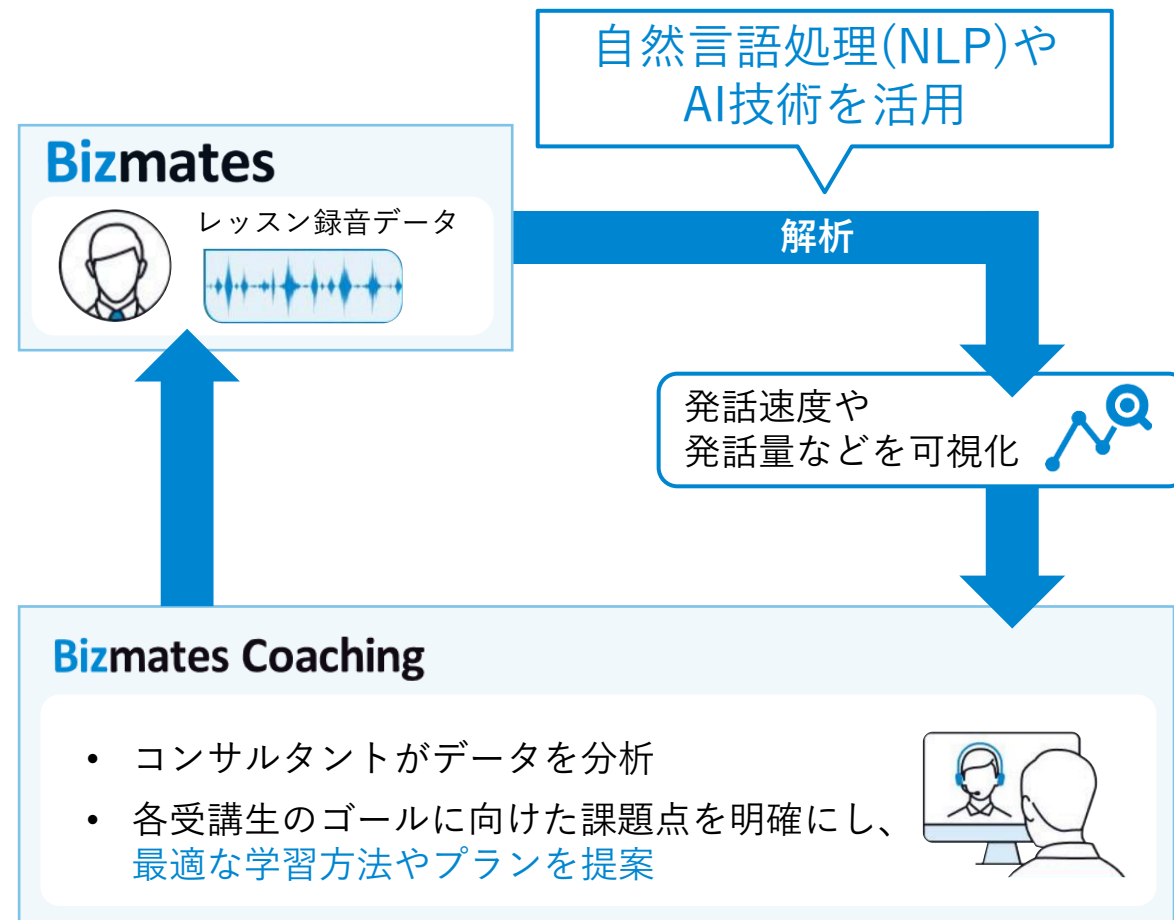 自然言語処理(NLP)や
AI技術を活用
Bizmates
レッスン録音データ
解析
発話速度や
発話量などを可視化
Bizmates Coaching
• コンサルタントがデータを分析
• 各受講生のゴールに向けた課題点を明確にし、
最適な学習方法やプランを提案